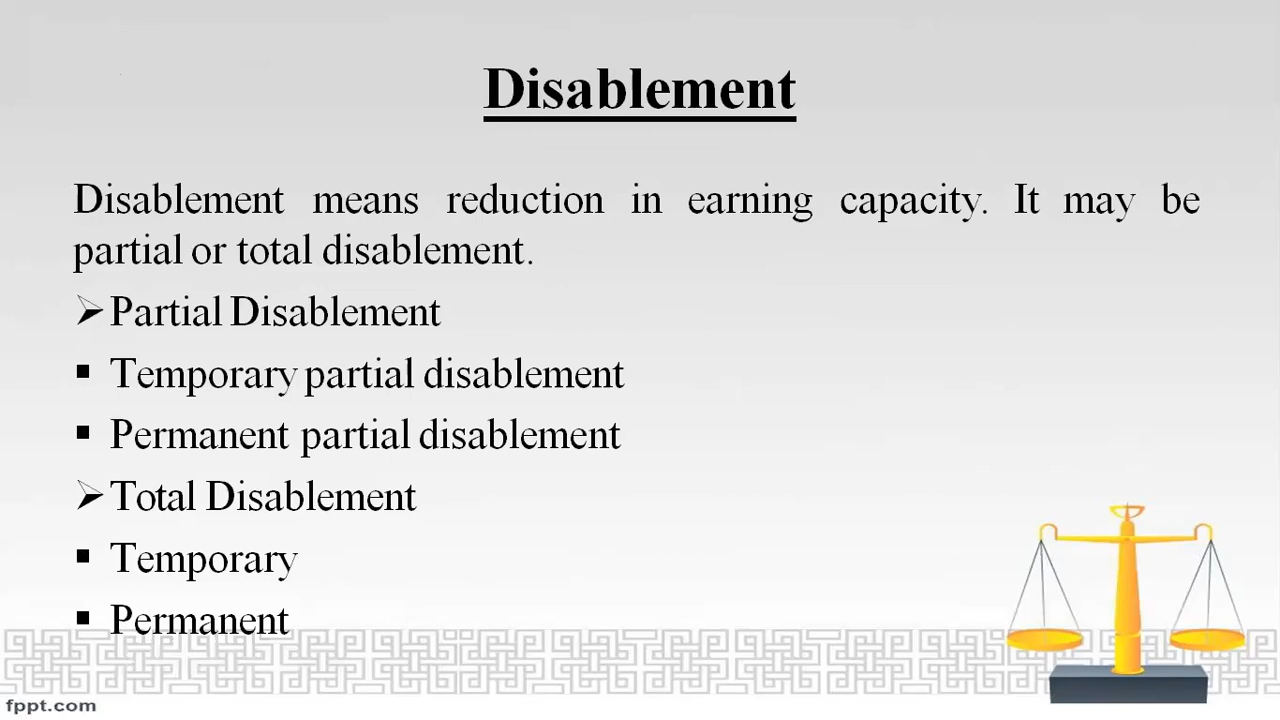 Disablement
Disablement means reduction in earning capacity. It may be
partial or total disablement.
➢ Partial Disablement
▪ Temporary partial disablement
▪ Permanent partial disablement
➢ Total Disablement
▪ Temporary
▪ Permanent
fppt.com